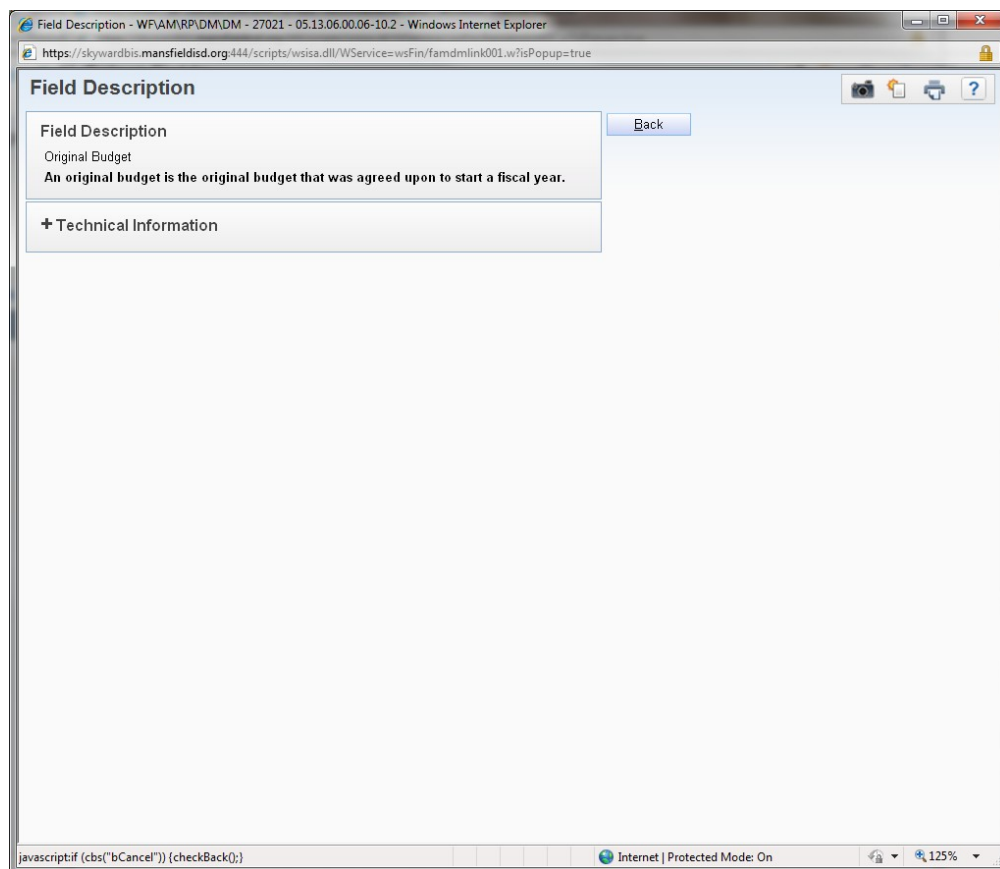 Field Description - WF\AM\RP\DM\DM - 27021 - 05.13.06.00.06-10.2 - Windows Internet Explorer
https://skywardbis.mansfieldisd.org:444/scripts/wsisa.dll/WService=wsFin/famdmlink001.w?isPopup=true
Field Description
?
Field Description
Back
Original Budget
An original budget is the original budget that was agreed upon to start a fiscal year.
+ Technical Information
javascript:if (cbs("bCancel")) {checkBack();}
Internet | Protected Mode: On
125%